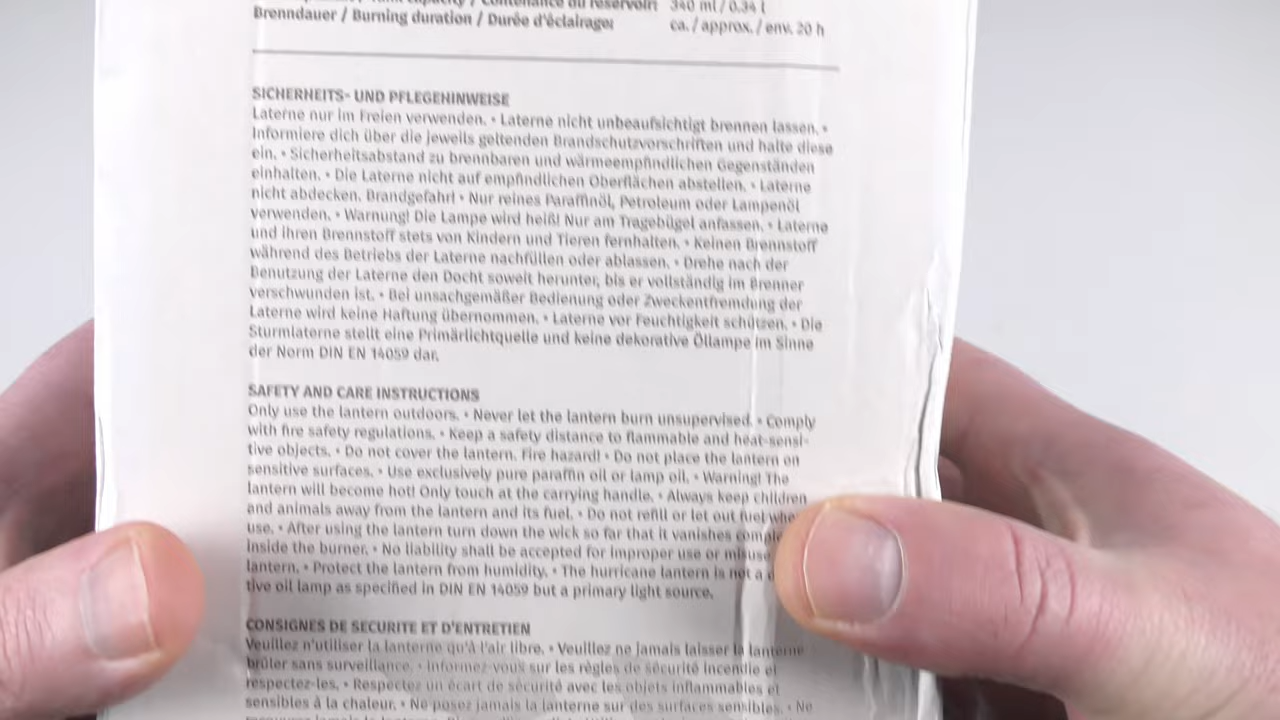 Contenance du réservoir: 340 ml / 0.34 l
Brenndauer / Burning duration / Durée d'éclairage: ca. / approx. / env. 20 h
SICHERHEITS- UND PFLEGEHINWEISE
Laterne nur im Freien verwenden. • Laterne nicht unbeaufsichtigt brennen lassen. •
Informiere dich über die jeweils geltenden Brandschutzvorschriften und halte diese
ein. • Sicherheitsabstand zu brennbaren und wärmeempfindlichen Gegenständen
einhalten. • Die Laterne nicht auf empfindlichen Oberflächen abstellen. • Laterne
nicht abdecken. Brandgefahr! • Nur reines Paraffinöl, Petroleum oder Lampenöl
verwenden. • Warnung! Die Lampe wird heiß! Nur am Tragebügel anfassen. • Laterne
und ihren Brennstoff stets von Kindern und Tieren fernhalten. • Keinen Brennstoff
während des Betriebs der Laterne nachfüllen oder ablassen. • Drehe nach der
Benutzung der Laterne den Docht soweit herunter, bis er vollständig im Brenner
verschwunden ist. • Bei unsachgemäßer Bedienung oder Zweckentfremdung der
Laterne wird keine Haftung übernommen. • Laterne vor Feuchtigkeit schützen. • Die
Sturmlaterne stellt eine Primärlichtquelle und keine dekorative Öllampe im Sinne
der Norm DIN EN 14059 dar.
SAFETY AND CARE INSTRUCTIONS
Only use the lantern outdoors. • Never let the lantern burn unsupervised. • Comply
with fire safety regulations. • Keep a safety distance to flammable and heat-sensi-
tive objects. • Do not cover the lantern. Fire hazard! • Do not place the lantern on
sensitive surfaces. • Use exclusively pure paraffin oil or lamp oil. • Warning! The
lantern will become hot! Only touch at the carrying handle. • Always keep children
and animals away from the lantern and its fuel. • Do not refill or let out fuel
use. • After using the lantern turn down the wick so far that it vanishes
inside the burner. • No liability shall be accepted for improper use or
lantern. • Protect the lantern from humidity. • The hurricane lantern is not a
tive oil lamp as specified in DIN EN 14059 but a primary light source.
CONSIGNES DE SECURITE ET D'ENTRETIEN
Veuillez n'utiliser la lanterne qu'à l'air libre. • Veuillez ne jamais laisser la lanterne
brûler sans surveillance. • Informez-vous sur les règles de sécurité incendie et
respectez-les. • Respectez un écart de sécurité avec les objets inflammables et
sensibles à la chaleur. • Ne posez jamais la lanterne sur des surfaces sensibles. • Ne